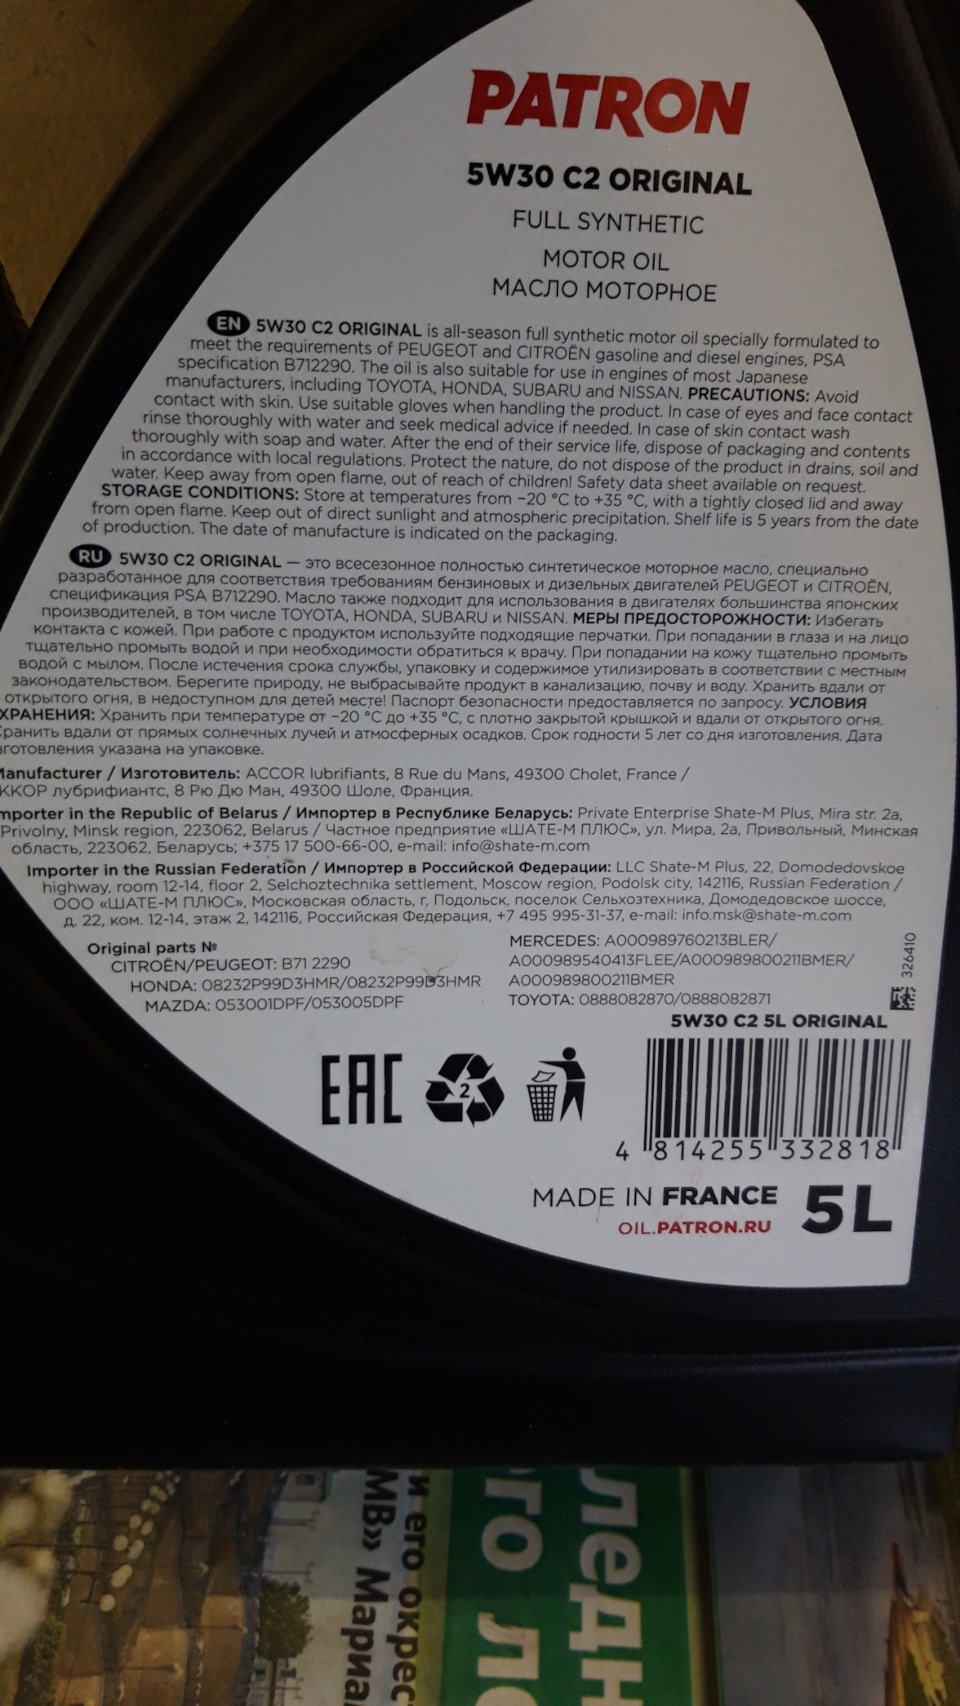 PATRON
5W30 C2 ORIGINAL
FULL SYNTHETIC
MOTOR OIL
МАСЛО МОТОРНОЕ
EN 5W30 C2 ORIGINAL is all-season full synthetic motor oil specially formulated to
meet the requirements of PEUGEOT and CITROËN gasoline and diesel engines, PSA
specification B712290. The oil is also suitable for use in engines of most Japanese
manufacturers, including TOYOTA, HONDA, SUBARU and NISSAN. PRECAUTIONS: Avoid
contact with skin. Use suitable gloves when handling the product. In case of eyes and face contact
rinse thoroughly with water and seek medical advice if needed. In case of skin contact wash
thoroughly with soap and water. After the end of their service life, dispose of packaging and contents
in accordance with local regulations. Protect the nature, do not dispose of the product in drains, soil and
water. Keep away from open flame, out of reach of children! Safety data sheet available on request.
STORAGE CONDITIONS: Store at temperatures from −20 °C to +35 °C, with a tightly closed lid and away
from open flame. Keep out of direct sunlight and atmospheric precipitation. Shelf life is 5 years from the date
of production. The date of manufacture is indicated on the packaging.
RU 5W30 C2 ORIGINAL — это всесезонное полностью синтетическое моторное масло, специально
разработанное для соответствия требованиям бензиновых и дизельных двигателей PEUGEOT и CITROËN,
спецификация PSA B712290. Масло также подходит для использования в двигателях большинства японских
производителей, в том числе TOYOTA, HONDA, SUBARU и NISSAN. МЕРЫ ПРЕДОСТОРОЖНОСТИ: Избегать
контакта с кожей. При работе с продуктом используйте подходящие перчатки. При попадании в глаза и на лицо
тщательно промыть водой и при необходимости обратиться к врачу. При попадании на кожу тщательно промыть
водой с мылом. После истечения срока службы, упаковку и содержимое утилизировать в соответствии с местным
законодательством. Берегите природу, не выбрасывайте продукт в канализацию, почву и воду. Хранить вдали от
открытого огня, в недоступном для детей месте! Паспорт безопасности предоставляется по запросу. УСЛОВИЯ
ХРАНЕНИЯ: Хранить при температуре от −20 °C до +35 °C, с плотно закрытой крышкой и вдали от открытого огня.
Хранить вдали от прямых солнечных лучей и атмосферных осадков. Срок годности 5 лет со дня изготовления. Дата
зготовления указана на упаковке.
Manufacturer / Изготовитель: ACCOR lubrifiants, 8 Rue du Mans, 49300 Cholet, France /
ККОР лубрифиантс, 8 Рю Дю Ман, 49300 Шоле, Франция.
mporter in the Republic of Belarus / Импортер в Республике Беларусь: Private Enterprise Shate-M Plus, Mira str. 2a,
Privolny, Minsk region, 223062, Belarus / Частное предприятие «ШАТЕ-М ПЛЮС», ул. Мира, 2а, Привольный, Минская
область, 223062, Беларусь; +375 17 500-66-00, e-mail: info@shate-m.com
Importer in the Russian Federation / Импортер в Российской Федерации: LLC Shate-M Plus, 22, Domodedovskoe
highway, room 12-14, floor 2, Selchoztechnika settlement, Moscow region, Podolsk city, 142116, Russian Federation /
ООО «ШАТЕ-М ПЛЮС», Московская область, г, Подольск, поселок Сельхозтехника, Домодедовское шоссе,
д. 22, ком. 12-14, этаж 2, 142116, Российская Федерация, +7 495 995-31-37, e-mail: info.msk@shate-m.com
Original parts №
CITROËN/PEUGEOT: B71 2290
HONDA: 08232P99D3HMR/08232P99D3HMR
MAZDA: 053001DPF/053005DPF
MERCEDES: A000989760213BLER/
A000989540413FLEE/A000989800211BMER/
A000989800211BMER
TOYOTA: 0888082870/0888082871
326410
5W30 C2 5L ORIGINAL
EAC
2
4 814255 332818
MADE IN FRANCE 5L
OIL.PATRON.RU
и его окрес
МВ» Мариа
го ло
ледн